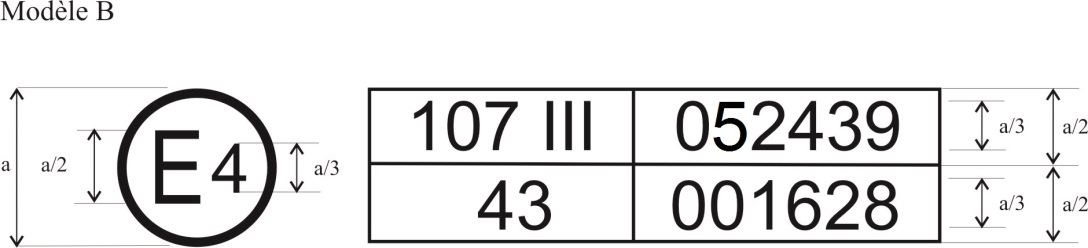 Modèle B
a a/2 E4 a/3
107 III 052439 a/3 a/2
43 001628 a/3 a/2